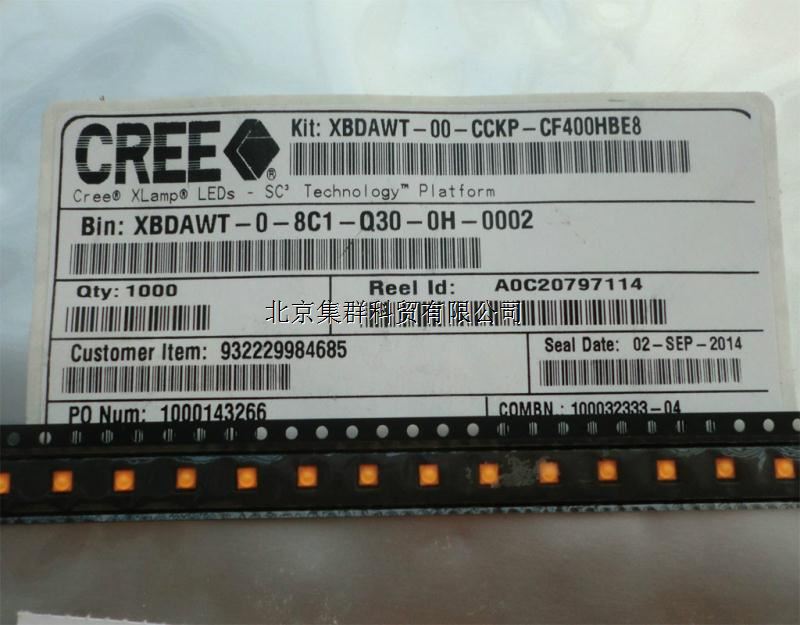 CREE ®
Kit: XBDAWT-00-CCKP-CF400HBE8
Cree® XLamp® LEDs - SC³ Technology™ Platform
Bin: XBDAWT-0-8C1-Q30-0H-0002
Qty: 1000
Reel Id: A0C20797114
北京集群科贸有限公司
Customer Item: 932229984685
Seal Date: 02-SEP-2014
PO Num: 1000143266
COMBN.: 100032333-04